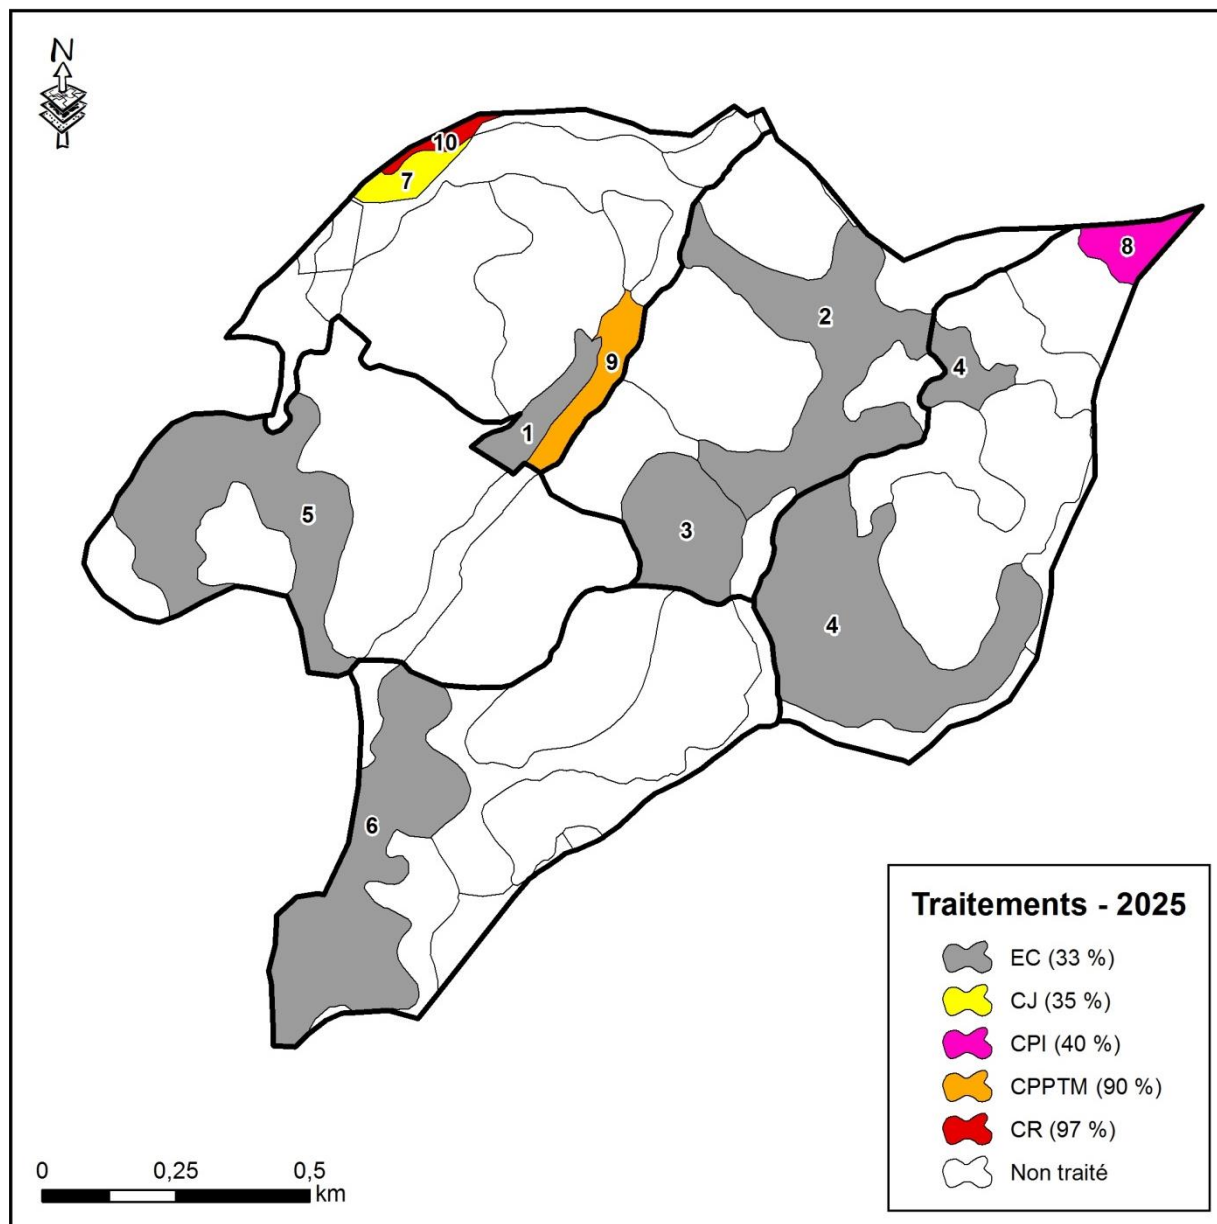 N
10
7
8
2
4
9
1
5
3
4
6
Traitements - 2025
EC (33 %)
CJ (35 %)
CPI (40 %)
CPPTM (90 %)
CR (97 %)
Non traité
0 0,25 0,5
km